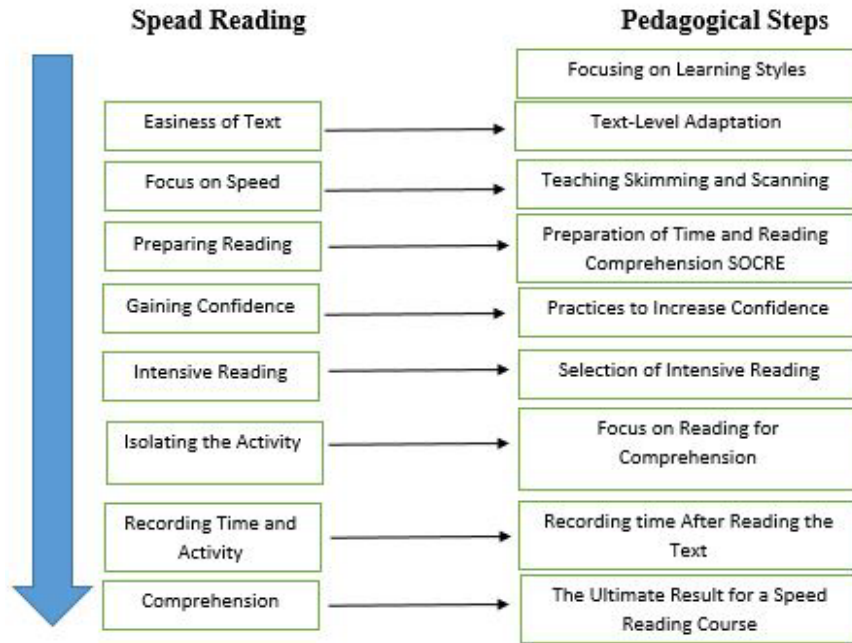 Spead Reading
Pedagogical Steps
Focusing on Learning Styles
Easiness of Text
Text-Level Adaptation
Focus on Speed
Teaching Skimming and Scanning
Preparing Reading
Preparation of Time and Reading
Comprehension SOCRE
Gaining Confidence
Practices to Increase Confidence
Intensive Reading
Selection of Intensive Reading
Isolating the Activity
Focus on Reading for
Comprehension
Recording Time and
Activity
Recording time After Reading the
Text
Comprehension
The Ultimate Result for a Speed
Reading Course